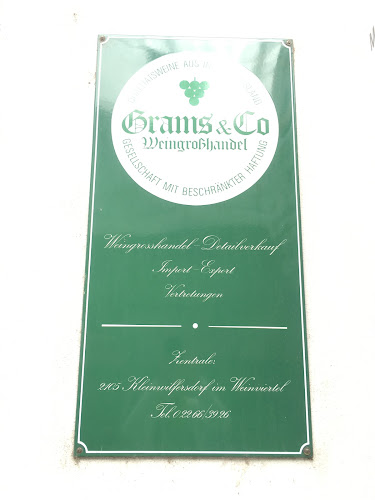 Grams & Co
Weingroßhandel
GESELLSCHAFT MIT BESCHRÄNKTER HAFTUNG
Weingrosshandel - Detailverkauf
Import - Export
Vertretungen
Zentrale:
2105 Kleinwilfersdorf im Weinviertel
Tel. 02266/3926